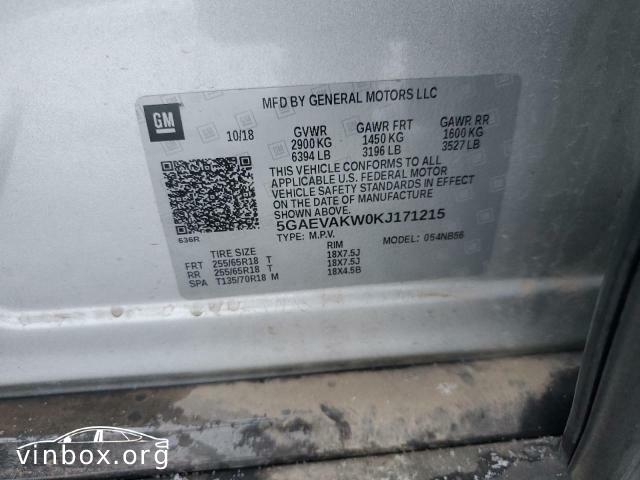 MFD BY GENERAL MOTORS LLC
GM
10/18
GVWR GAWR FRT GAWR RR
2900 KG 1450 KG 1600 KG
6394 LB 3196 LB 3527 LB
THIS VEHICLE CONFORMS TO ALL
APPLICABLE U.S. FEDERAL MOTOR
VEHICLE SAFETY STANDARDS IN EFFECT
ON THE DATE OF MANUFACTURE
SHOWN ABOVE.
5GAEVAKW0KJ171215
TYPE: M.P.V. MODEL: 054NB56
636R
TIRE SIZE RIM
FRT 255/65R18 T 18X7.5J
RR 255/65R18 T 18X7.5J
SPA T135/70R18 M 18X4.5B
vinbox.org